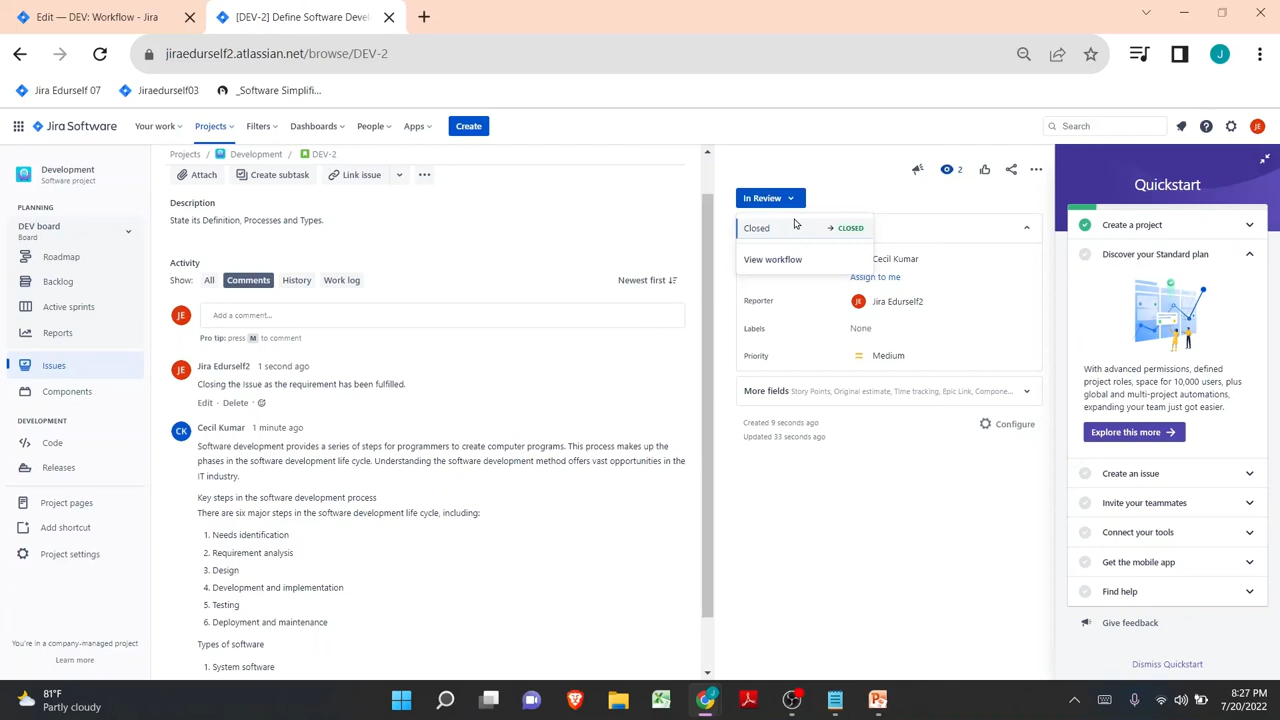 Edit — DEV: Workflow - Jira
[DEV-2] Define Software Devel
jiraedurself2.atlassian.net/browse/DEV-2
J
Jira Edurself 07
Jiraedurself03
_Software Simplifi...
Jira Software
Your work
Projects
Filters
Dashboards
People
Apps
Create
Search
JE
Development
Software project
PLANNING
DEV board
Board
Roadmap
Backlog
Active sprints
Reports
Issues
Components
DEVELOPMENT
Code
Releases
Project pages
Add shortcut
Project settings
You're in a company-managed project
Learn more
Projects / Development / DEV-2
Attach
Create subtask
Link issue
Description
State its Definition, Processes and Types.
Activity
Show: All Comments History Work log
Newest first
JE
Add a comment...
Pro tip: press M to comment
JE
Jira Edurself2 1 second ago
Closing the Issue as the requirement has been fulfilled.
Edit · Delete ·
CK
Cecil Kumar 1 minute ago
Software development provides a series of steps for programmers to create computer programs. This process makes up the
phases in the software development life cycle. Understanding the software development method offers vast opportunities in the
IT industry.
Key steps in the software development process
There are six major steps in the software development life cycle, including:
1. Needs identification
2. Requirement analysis
3. Design
4. Development and implementation
5. Testing
6. Deployment and maintenance
Types of software
1. System software
2
In Review
Closed → CLOSED
View workflow
Cecil Kumar
Assign to me
Reporter
JE Jira Edurself2
Labels
None
Priority
Medium
More fields Story Points, Original estimate, Time tracking, Epic Link, Compone...
Created 9 seconds ago
Updated 33 seconds ago
Configure
Quickstart
Create a project
Discover your Standard plan
With advanced permissions, defined
project roles, space for 10,000 users, plus
global and multi-project automations,
expanding your team just got easier.
Explore this more →
Create an issue
Invite your teammates
Connect your tools
Get the mobile app
Find help
Give feedback
Dismiss Quickstart
81°F
Partly cloudy
8:27 PM
7/20/2022